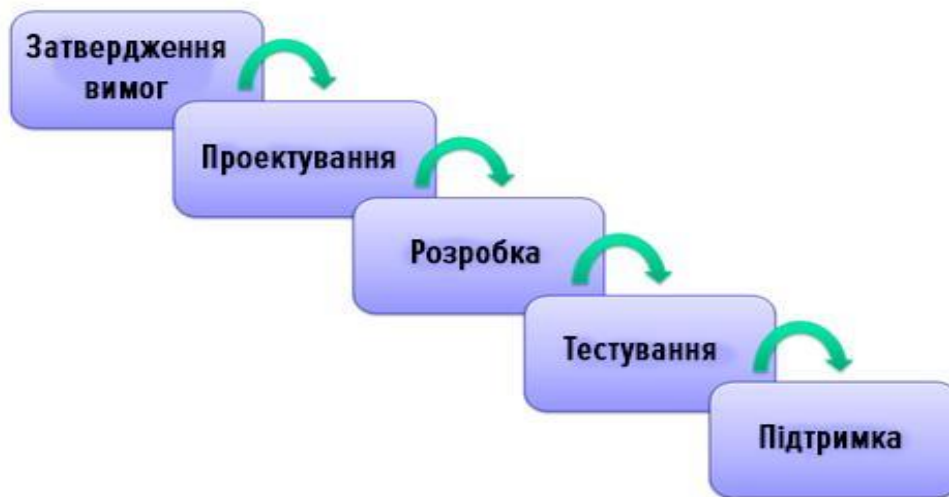 Затвердження
вимог
Проектування
Розробка
Тестування
Підтримка